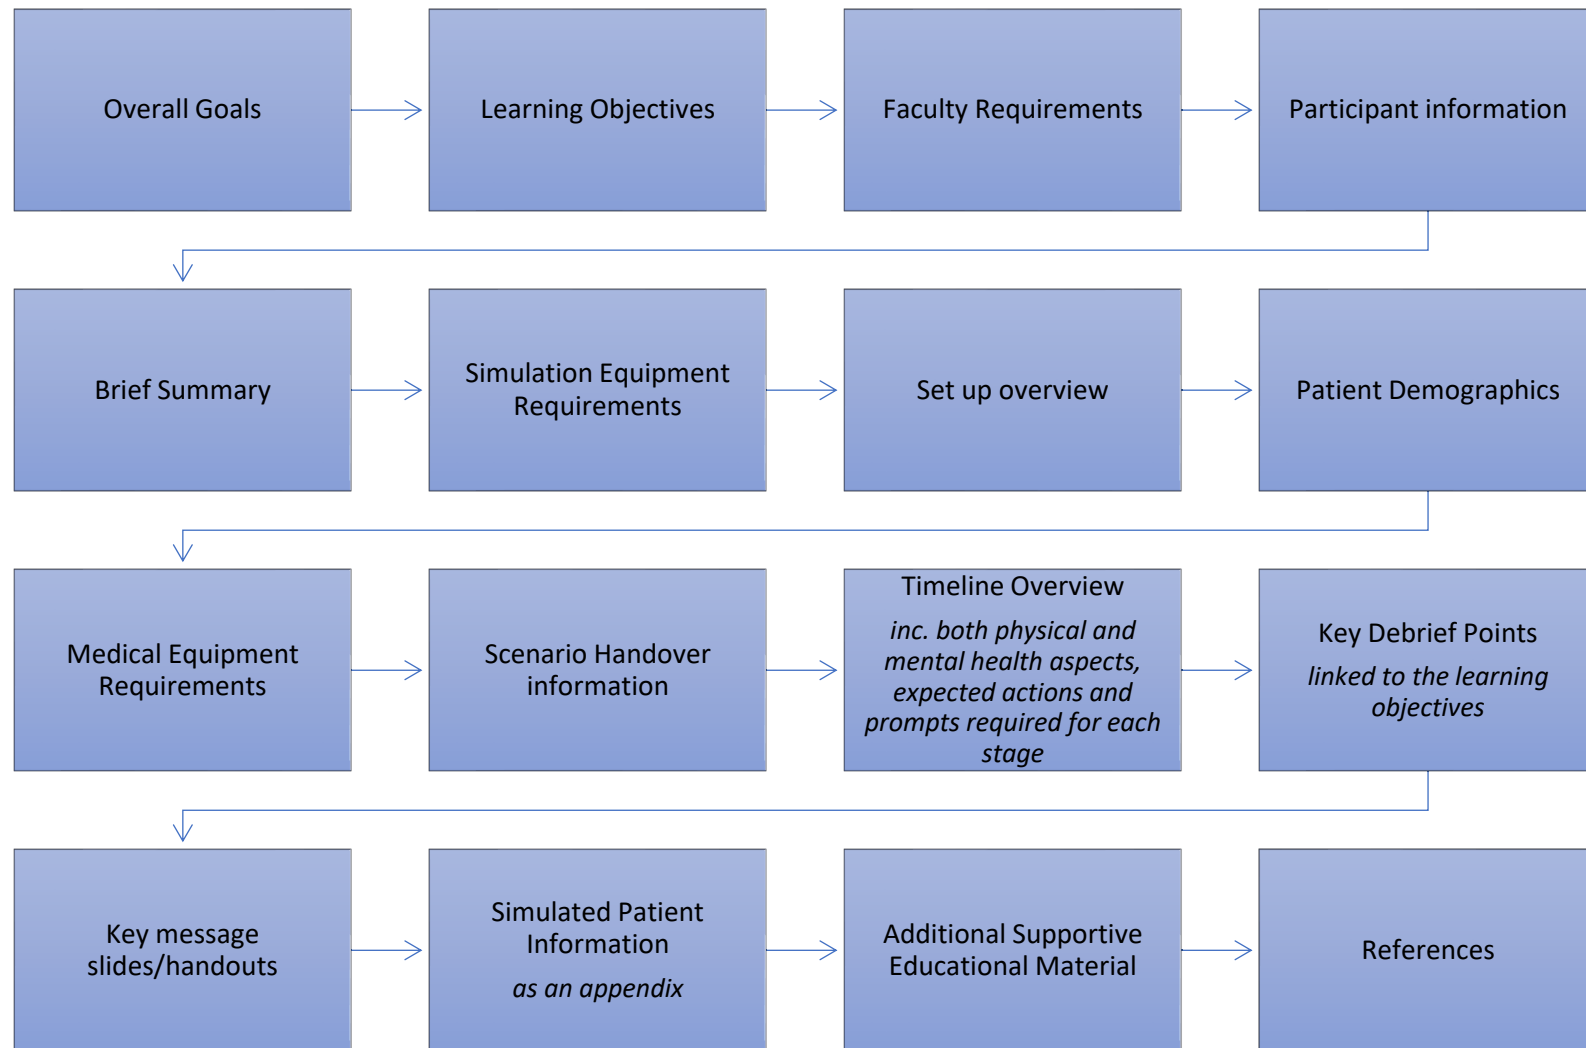 Overall Goals
Learning Objectives
Faculty Requirements
Participant information
Brief Summary
Simulation Equipment
Requirements
Set up overview
Patient Demographics
Medical Equipment
Requirements
Scenario Handover
information
Timeline Overview
inc. both physical and
mental health aspects,
expected actions and
prompts required for each
stage
Key Debrief Points
linked to the learning
objectives
Key message
slides/handouts
Simulated Patient
Information
as an appendix
Additional Supportive
Educational Material
References